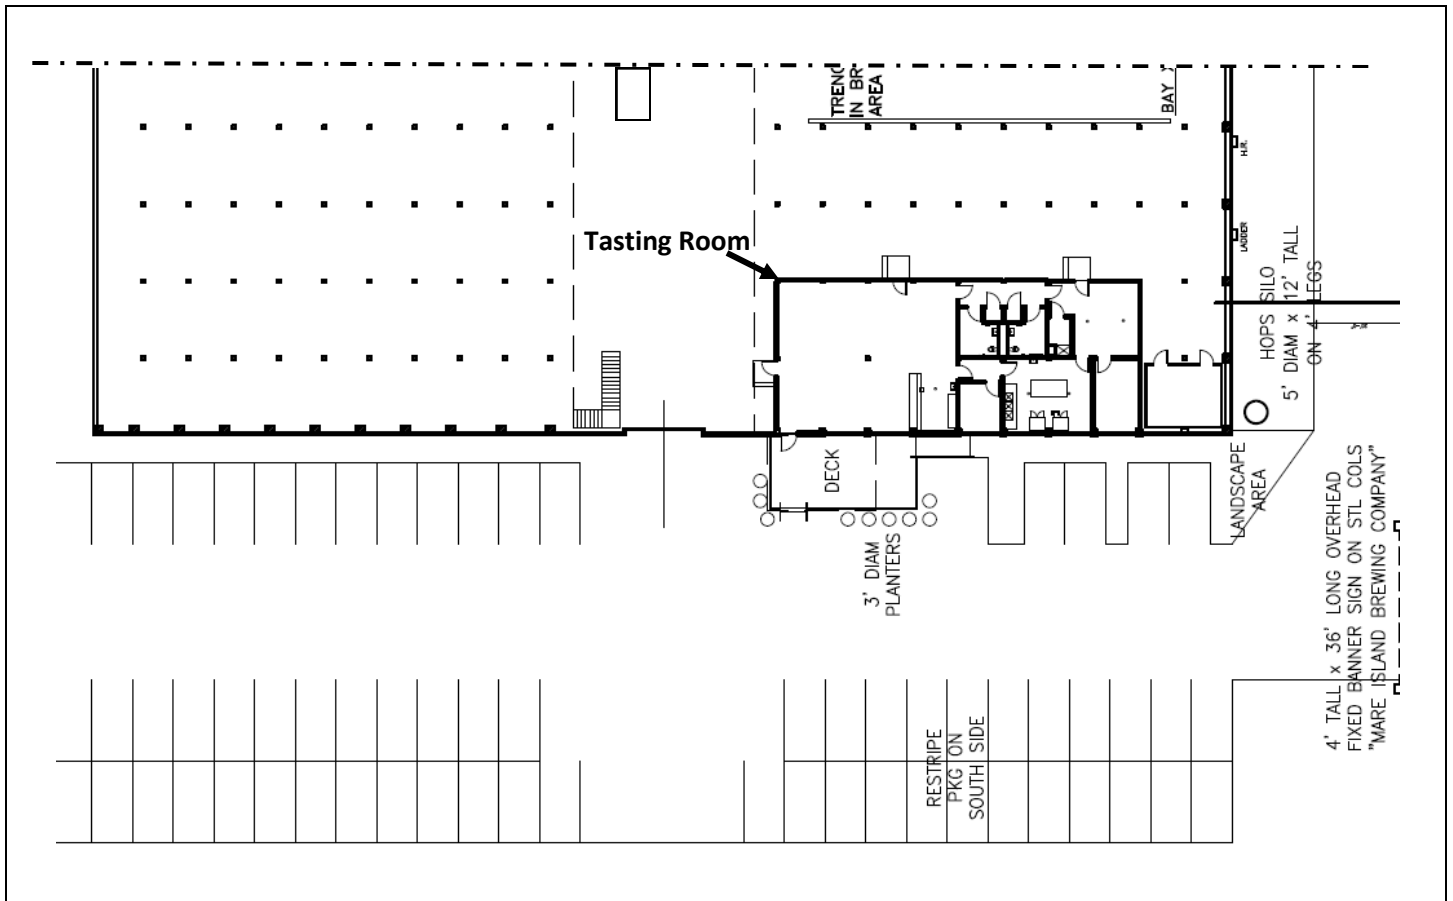 TRENC
IN BR
AREA
BAY
H.R.
Tasting Room
LADDER
HOPS SILO
5' DIAM x 12' TALL
ON 4' LEGS
DECK
LANDSCAPE
AREA
3' DIAM
PLANTERS
4' TALL x 36' LONG OVERHEAD
FIXED BANNER SIGN ON STL COLS
"MARE ISLAND BREWING COMPANY"
RESTRIPE
PKG ON
SOUTH SIDE